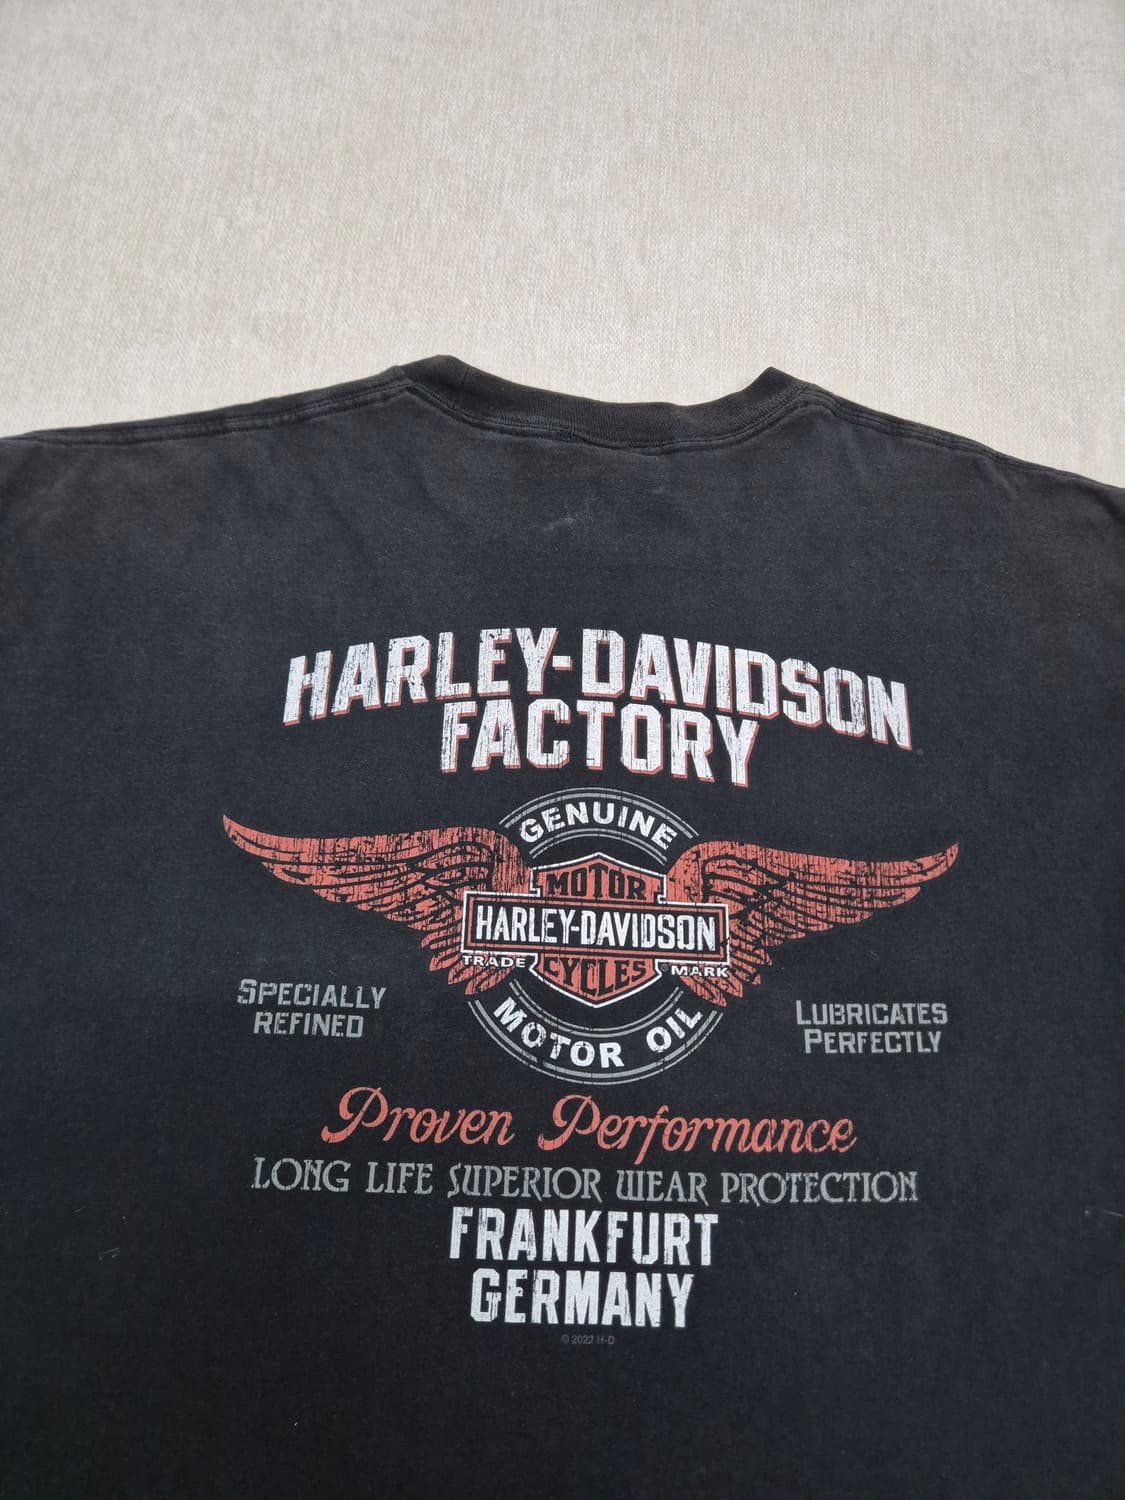 HARLEY-DAVIDSON
FACTORY
GENUINE
MOTOR
HARLEY-DAVIDSON
TRADE MARK
CYCLES
MOTOR OIL
SPECIALLY
REFINED
LUBRICATES
PERFECTLY
Proven Performance
LONG LIFE SUPERIOR WEAR PROTECTION
FRANKFURT
GERMANY
© 2022 H-D